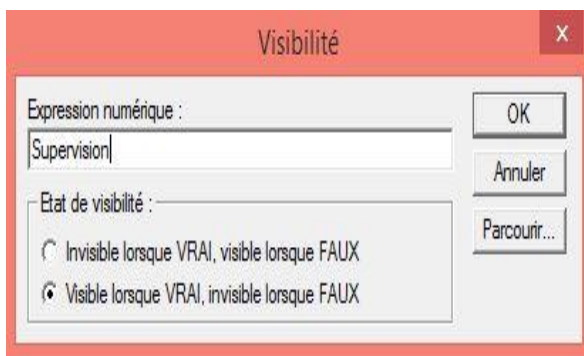 Visibilité
x
Expression numérique :
Supervision
OK
Annuler
Parcourir...
Etat de visibilité :
Invisible lorsque VRAI, visible lorsque FAUX
Visible lorsque VRAI, invisible lorsque FAUX